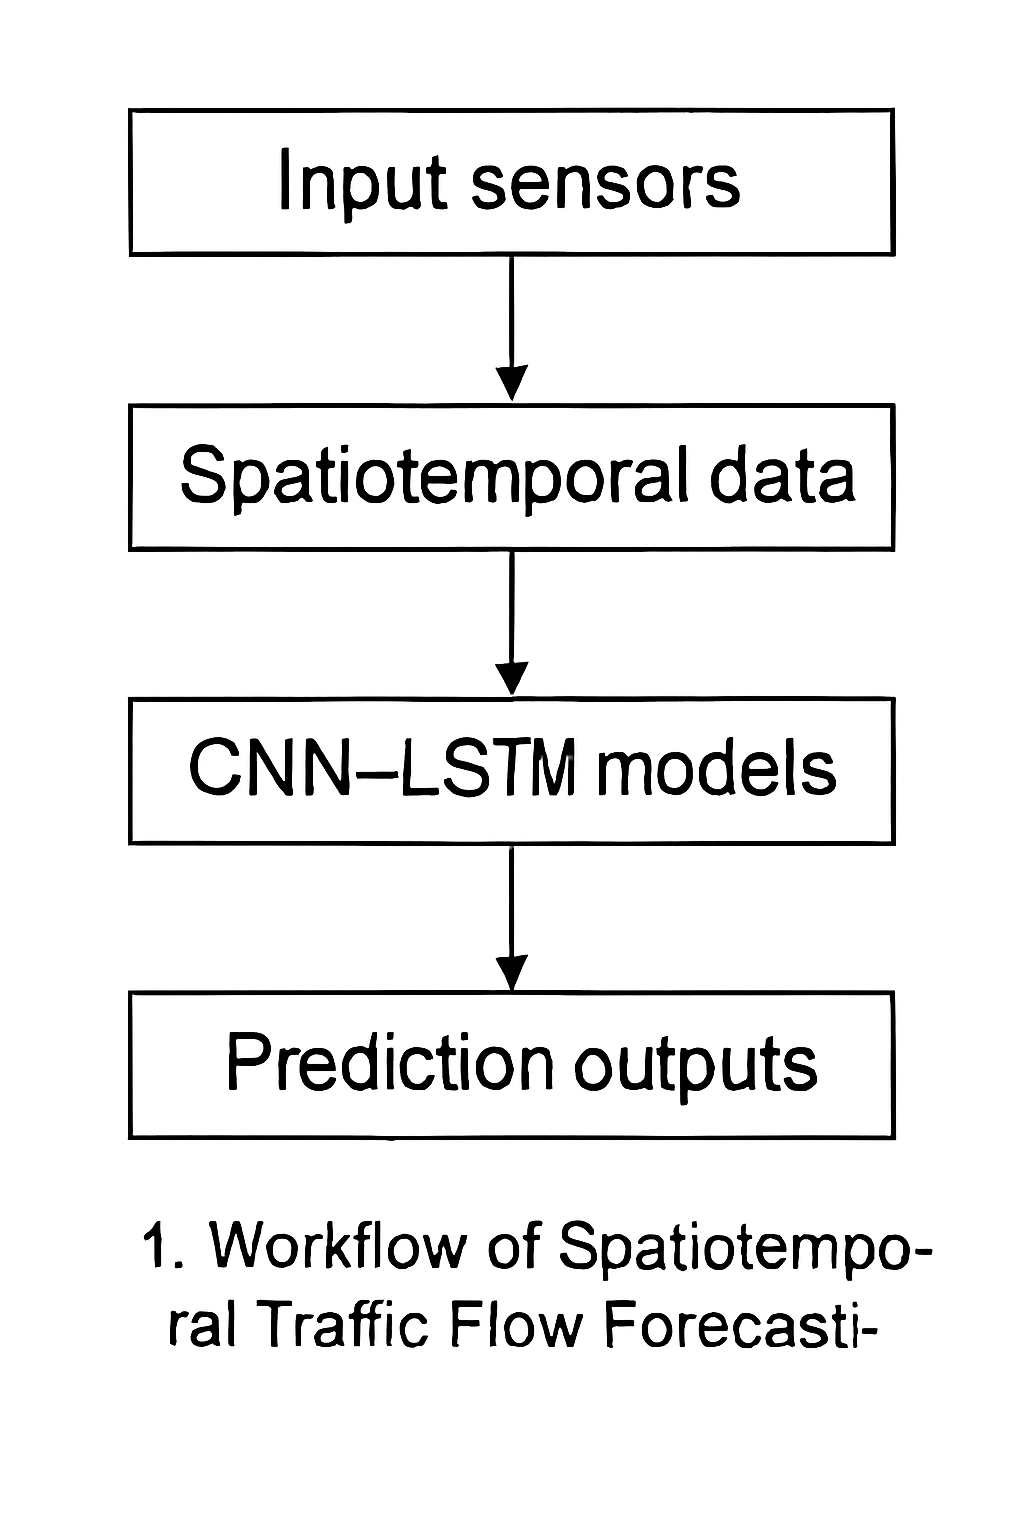 Input sensors
Spatiotemporal data
CNN–LSTM models
Prediction outputs
1. Workflow of Spatiotempo-
ral Traffic Flow Forecasti-